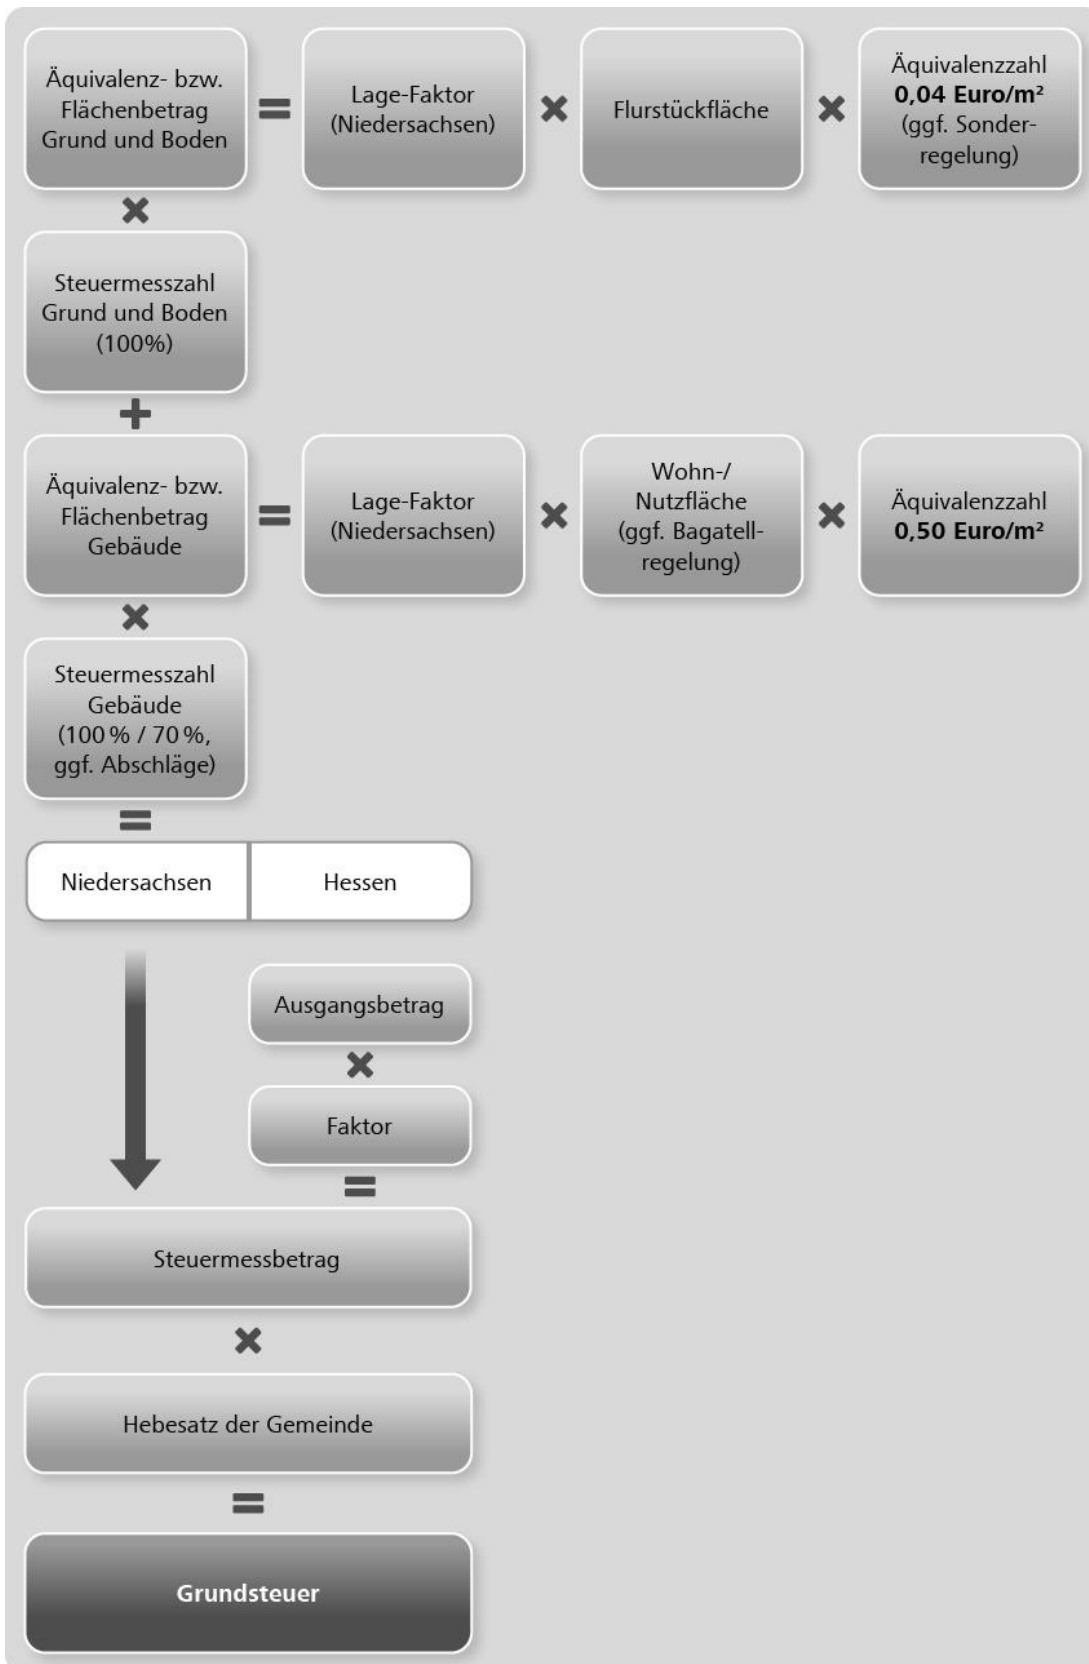 Äquivalenz- bzw.
Flächenbetrag
Grund und Boden
=
Lage-Faktor
(Niedersachsen)
×
Flurstückfläche
×
Äquivalenzzahl
0,04 Euro/m²
(ggf. Sonder-
regelung)
×
Steuermesszahl
Grund und Boden
(100%)
+
Äquivalenz- bzw.
Flächenbetrag
Gebäude
=
Lage-Faktor
(Niedersachsen)
×
Wohn-/
Nutzfläche
(ggf. Bagatell-
regelung)
×
Äquivalenzzahl
0,50 Euro/m²
×
Steuermesszahl
Gebäude
(100 % / 70 %,
ggf. Abschläge)
=
Niedersachsen
Hessen
Ausgangsbetrag
×
Faktor
=
Steuermessbetrag
×
Hebesatz der Gemeinde
=
Grundsteuer